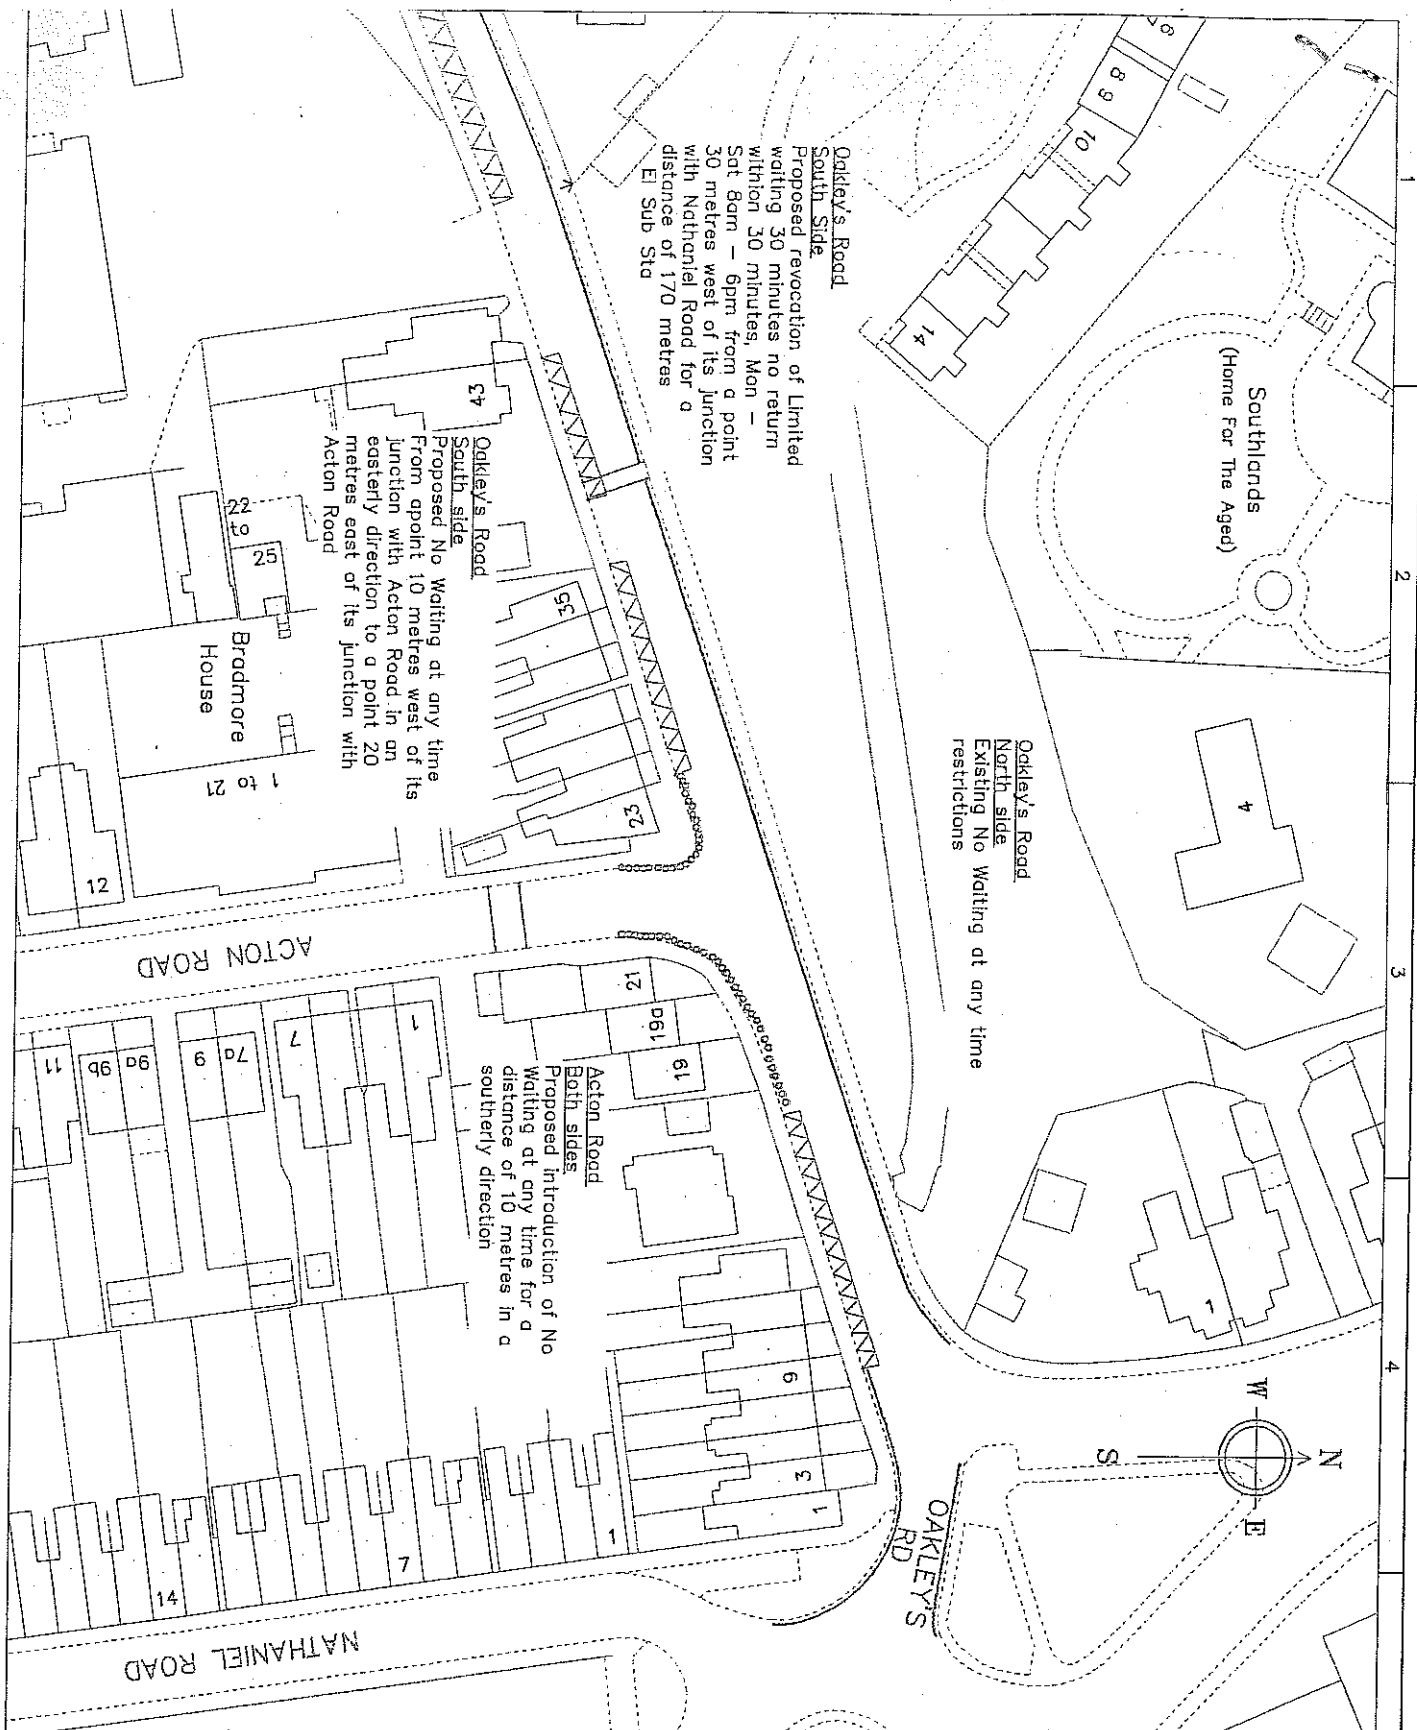 1
2
3
4
6
7
8 9
10
14
Southlands
(Home For The Aged)
Oakley's Road
South Side
Proposed revocation of Limited
waiting 30 minutes no return
withion 30 minutes, Mon –
Sat 8am – 6pm from a point
30 metres west of its junction
with Nathaniel Road for a
distance of 170 metres
El Sub Sta
43
Oakley's Road
South side
Proposed No Waiting at any time
From apoint 10 metres west of its
junction with Acton Road in an
easterly direction to a point 20
metres east of its junction with
Acton Road
22
to
25
Bradmore
House
1 to 21
35
23
12
Oakley's Road
North side
Existing No Waiting at any time
restrictions
4
1
ACTON ROAD
21
19a
19
1
7
7a
9
9a
9b
11
Acton Road
Both sides
Proposed introduction of No
Waiting at any time for a
distance of 10 metres in a
southerly direction
9
3
1
1
7
14
NATHANIEL ROAD
OAKLEY'S
RD
W
N
S
E